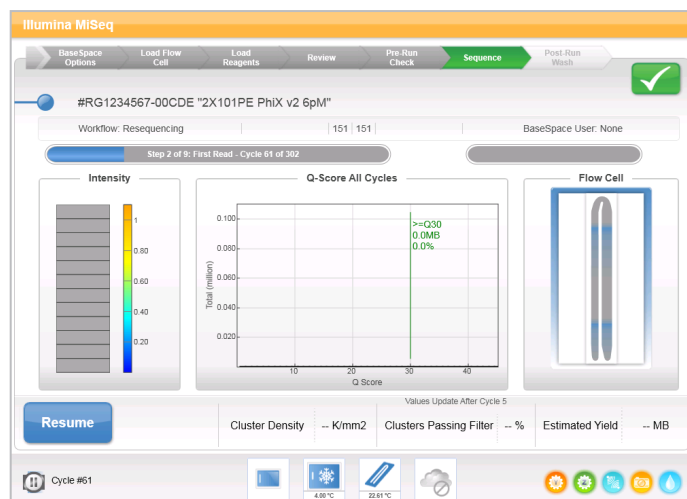 Illumina MiSeq
BaseSpace Options
Load Flow Cell
Load Reagents
Review
Pre-Run Check
Sequence
Post-Run Wash
#RG1234567-00CDE "2X101PE PhiX v2 6pM"
Workflow: Resequencing
151 | 151
BaseSpace User: None
Step 2 of 9: First Read - Cycle 61 of 302
Intensity
1
0.80
0.60
0.40
0.20
Q-Score All Cycles
Total (million)
0.100
0.080
0.060
0.040
0.020
>=Q30
0.0MB
0.0%
10 20 30 40
Q Score
Flow Cell
Values Update After Cycle 5
Resume
Cluster Density -- K/mm2
Clusters Passing Filter -- %
Estimated Yield -- MB
Cycle #61
4.00 °C
22.61 °C